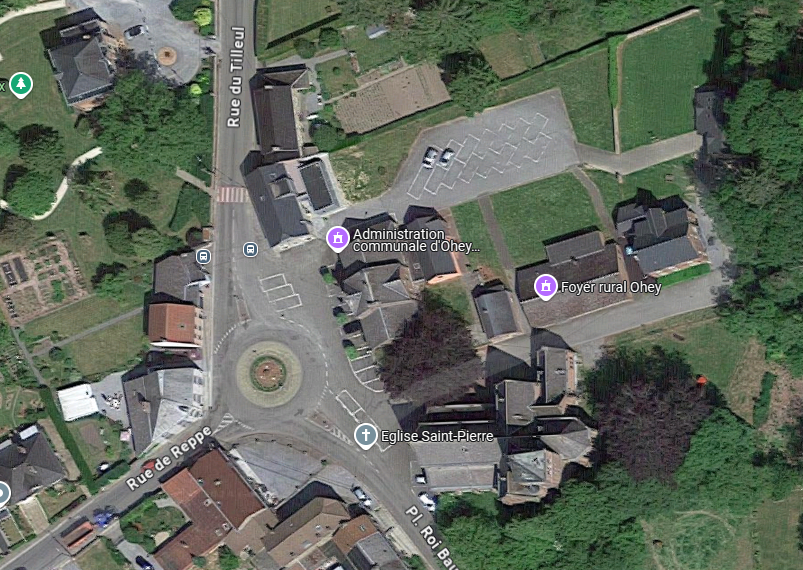 Rue du Tilleul
x
Administration
communale d'Ohey...
Foyer rural Ohey
Eglise Saint-Pierre
Rue de Reppe
Pl. Roi Bau